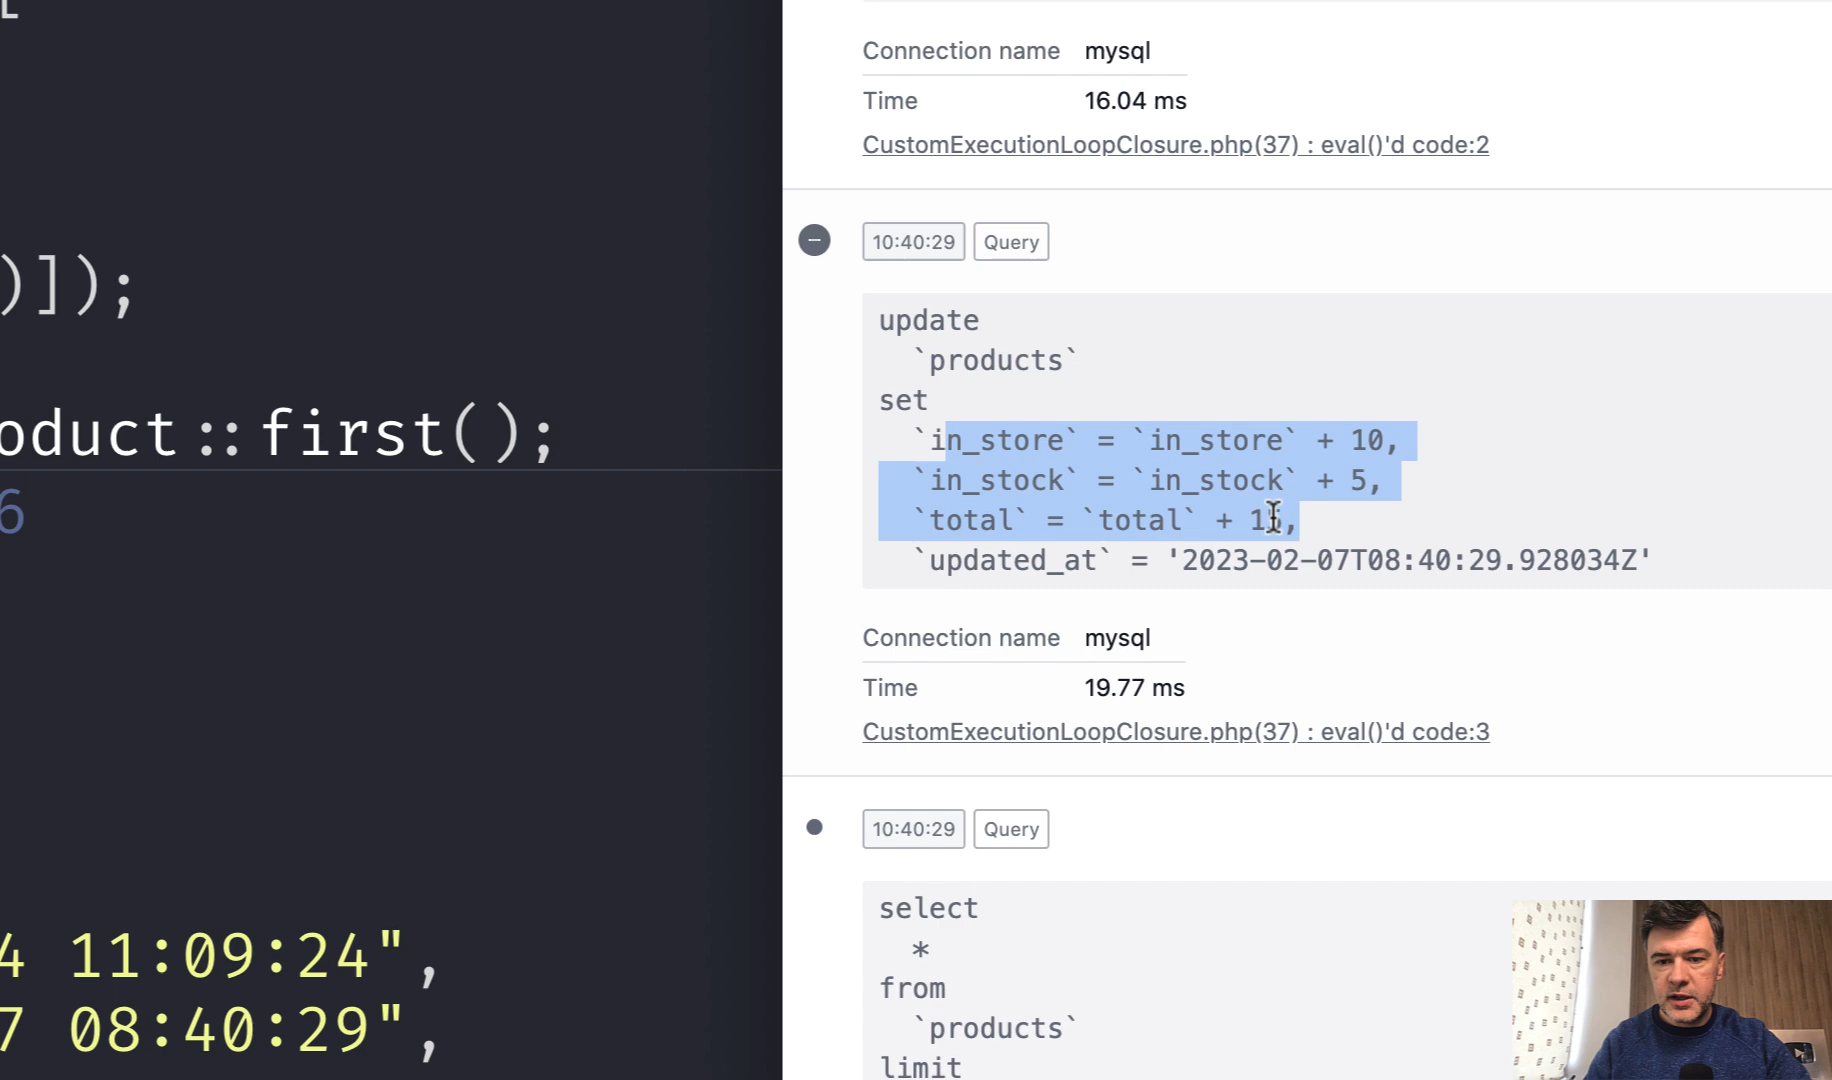 )]);
oduct::first();
6
4 11:09:24",
7 08:40:29",
Connection name mysql
Time 16.04 ms
CustomExecutionLoopClosure.php(37) : eval()'d code:2
10:40:29 Query
update
`products`
set
`in_store` = `in_store` + 10,
`in_stock` = `in_stock` + 5,
`total` = `total` + 15,
`updated_at` = '2023-02-07T08:40:29.928034Z'
Connection name mysql
Time 19.77 ms
CustomExecutionLoopClosure.php(37) : eval()'d code:3
10:40:29 Query
select
*
from
`products`
limit